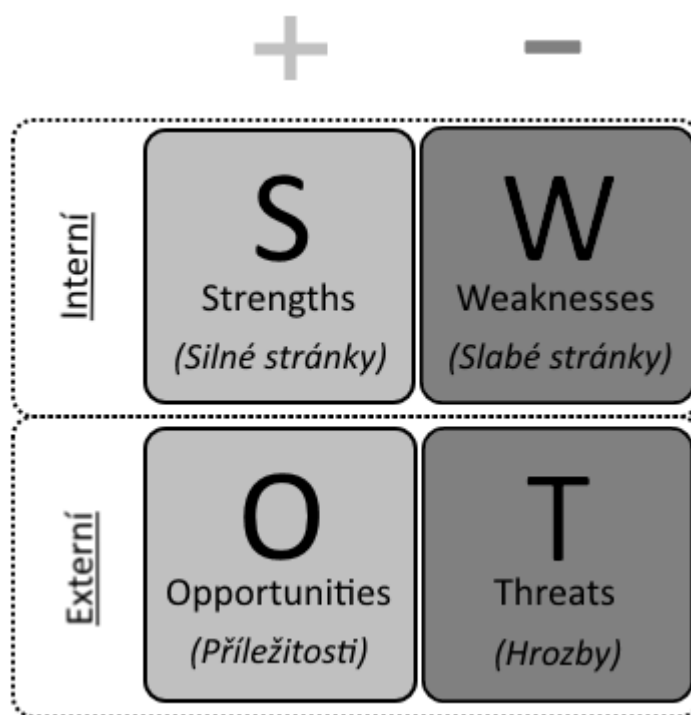 + −
Interní
S
Strengths
(Silné stránky)
W
Weaknesses
(Slabé stránky)
Externí
O
Opportunities
(Příležitosti)
T
Threats
(Hrozby)